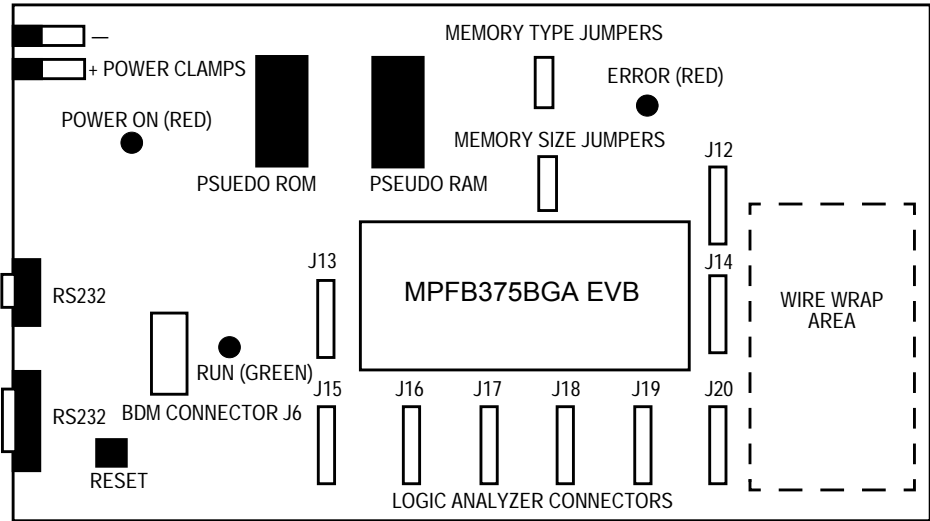 —
MEMORY TYPE JUMPERS
+ POWER CLAMPS
ERROR (RED)
POWER ON (RED)
MEMORY SIZE JUMPERS
J12
PSUEDO ROM
PSEUDO RAM
J13
J14
MPFB375BGA EVB
RS232
WIRE WRAP
AREA
RUN (GREEN)
J15
J16
J17
J18
J19
J20
RS232
BDM CONNECTOR J6
RESET
LOGIC ANALYZER CONNECTORS